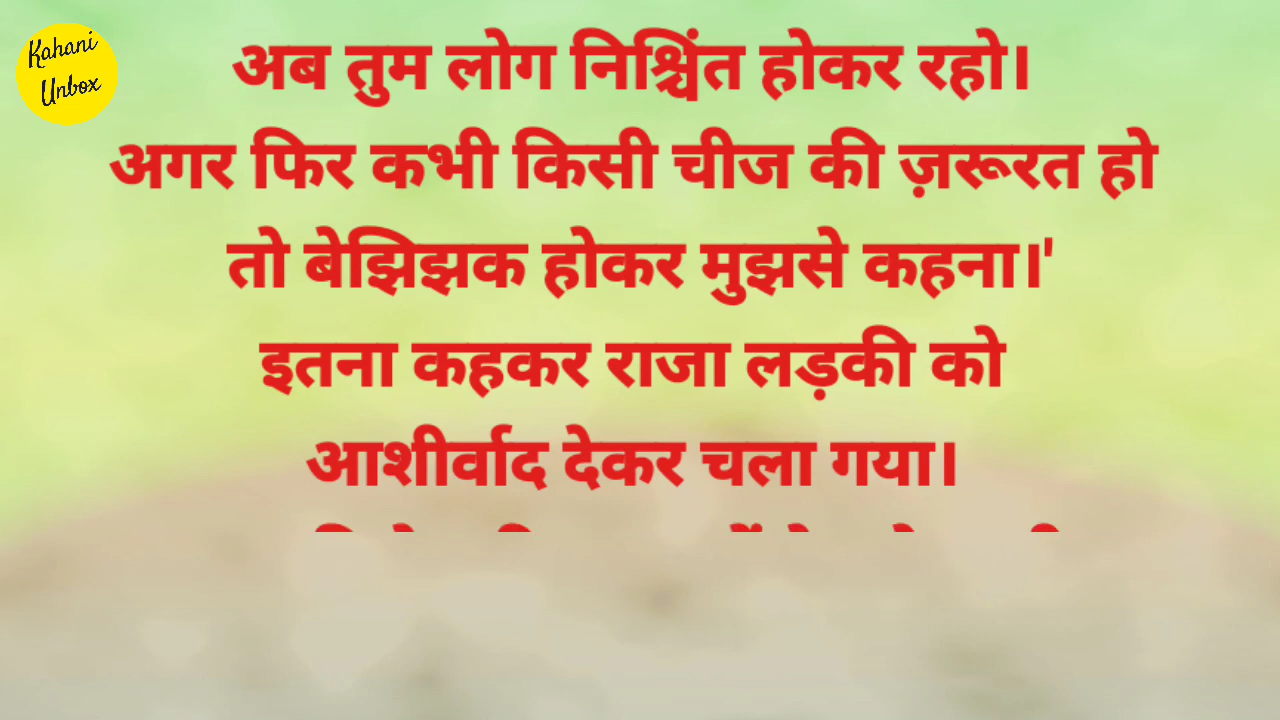 Kahani
Unbox
अब तुम लोग निश्चिंत होकर रहो।
अगर फिर कभी किसी चीज की ज़रूरत हो
तो बेझिझक होकर मुझसे कहना।'
इतना कहकर राजा लड़की को
आशीर्वाद देकर चला गया।